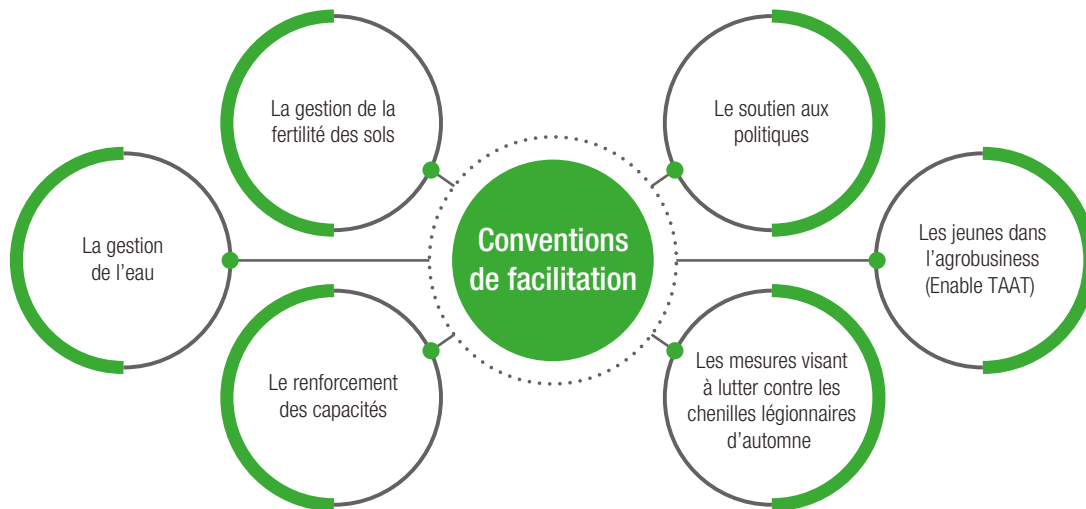 La gestion de la
fertilité des sols
Le soutien aux
politiques
La gestion
de l'eau
Conventions
de facilitation
Les jeunes dans
l'agrobusiness
(Enable TAAT)
Le renforcement
des capacités
Les mesures visant
à lutter contre les
chenilles légionnaires
d'automne